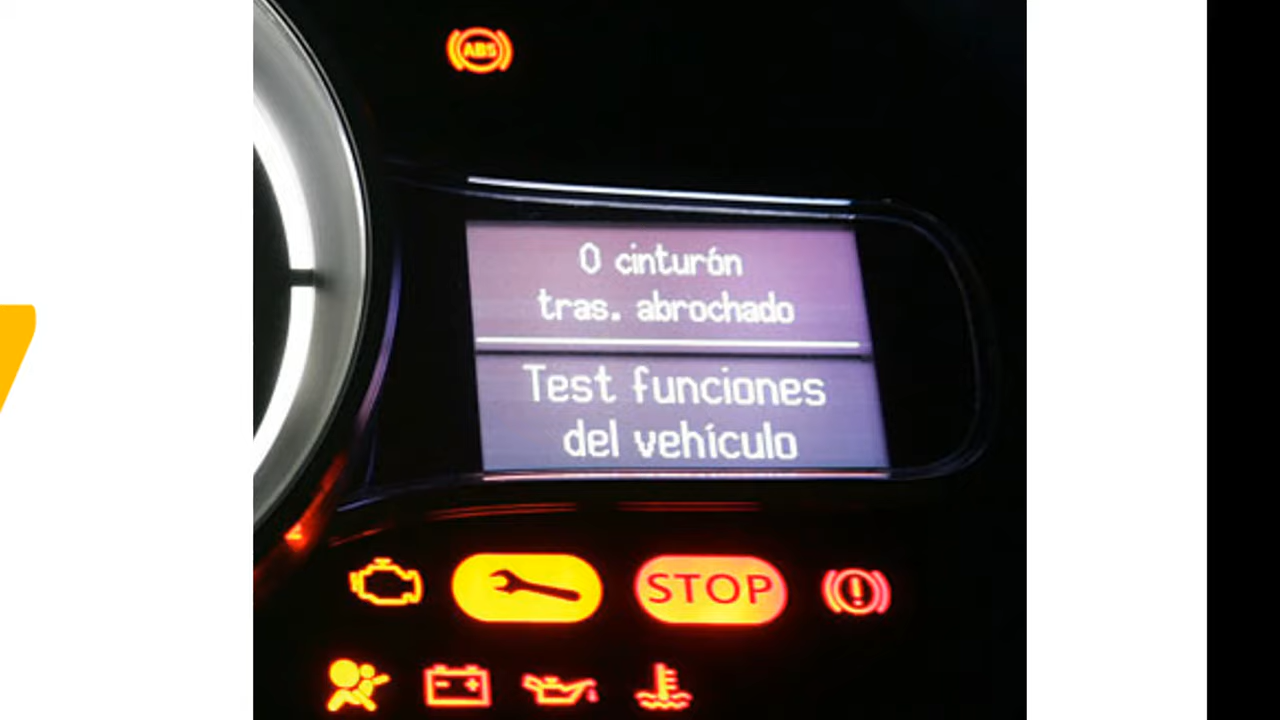 ABS
0 cinturón
tras. abrochado
Test funciones
del vehículo
STOP